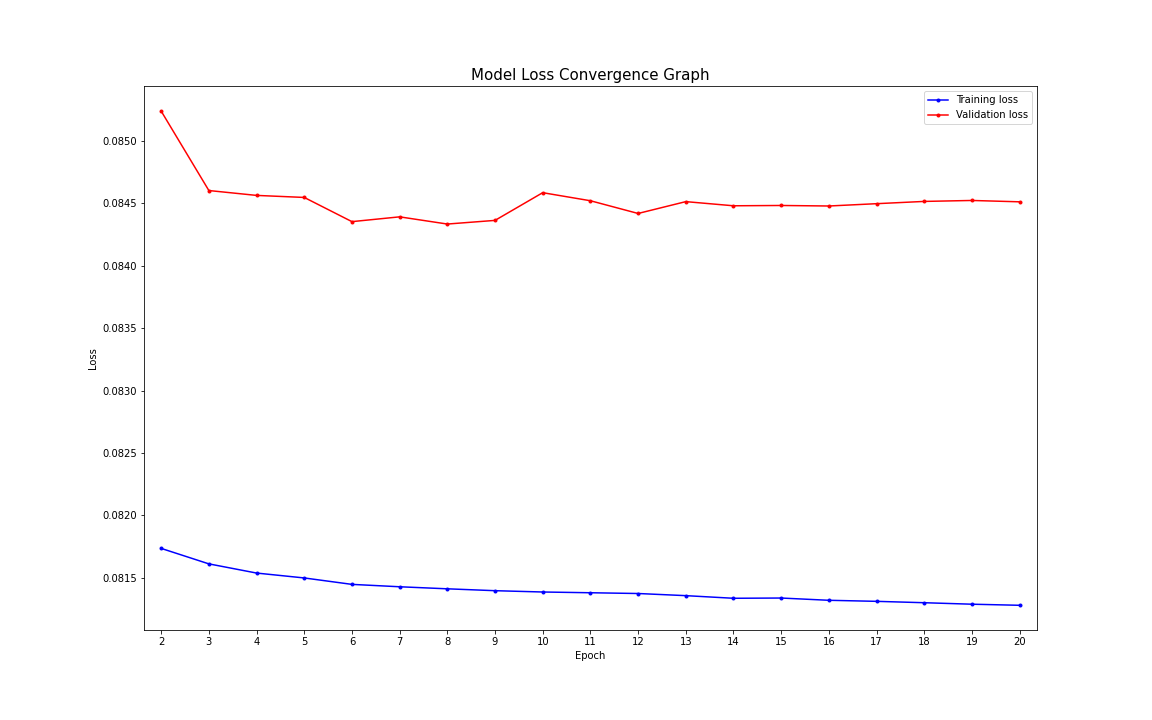 Model Loss Convergence Graph
Training loss
Validation loss
0.0850
0.0845
0.0840
0.0835
0.0830
0.0825
0.0820
0.0815
Loss
2 3 4 5 6 7 8 9 10 11 12 13 14 15 16 17 18 19 20
Epoch